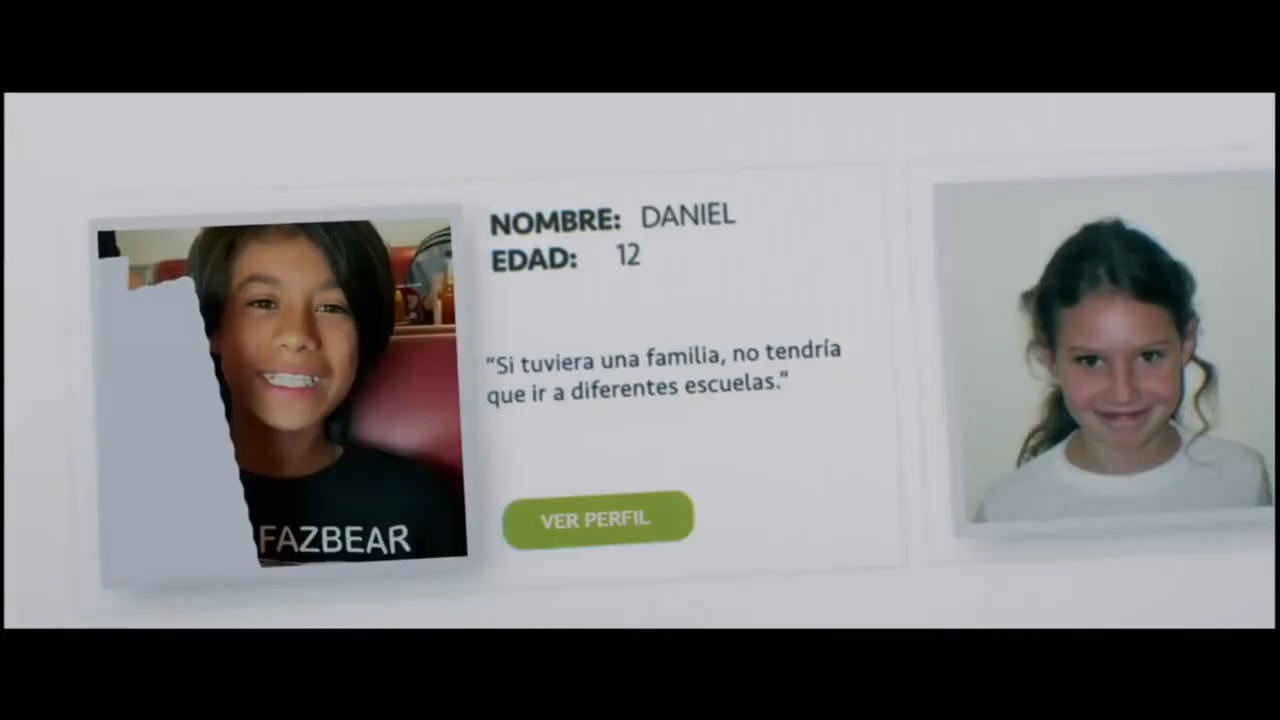 NOMBRE: DANIEL
EDAD: 12
"Si tuviera una familia, no tendría
que ir a diferentes escuelas."
VER PERFIL
FAZBEAR